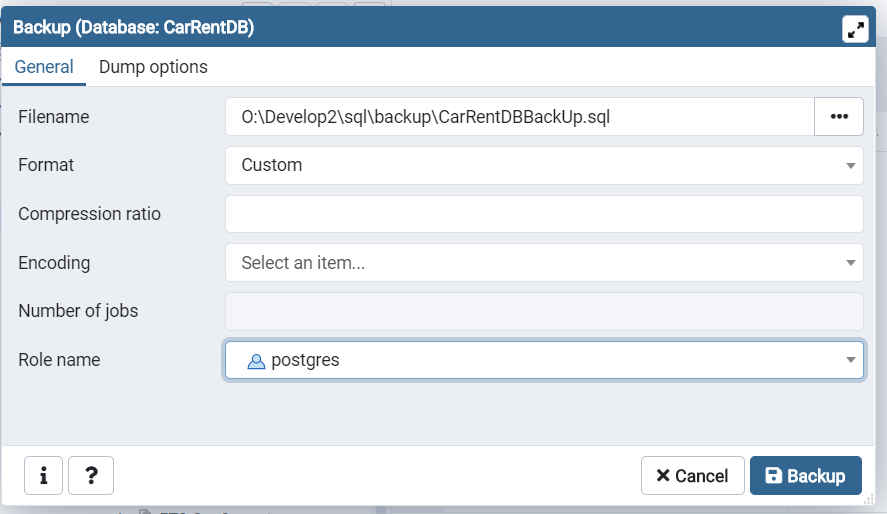 Backup (Database: CarRentDB)
General Dump options
Filename O:\Develop2\sql\backup\CarRentDBBackUp.sql •••
Format Custom
Compression ratio
Encoding Select an item...
Number of jobs
Role name postgres
i ? Cancel Backup